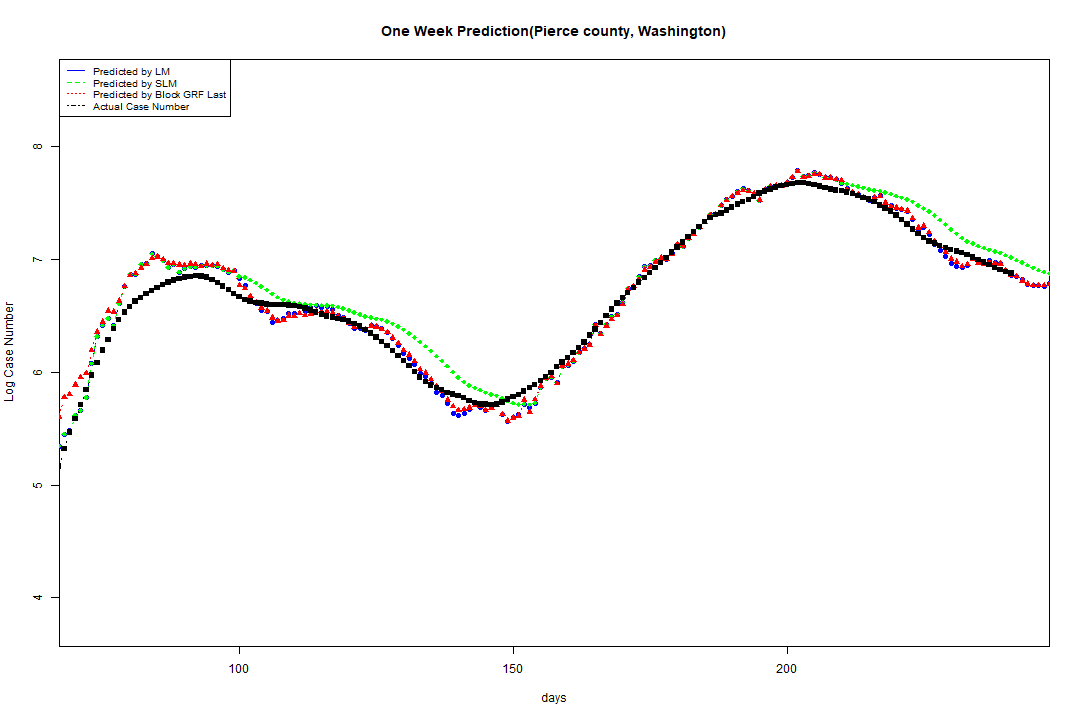 One Week Prediction(Pierce county, Washington)
Predicted by LM
Predicted by SLM
Predicted by Block GRF Last
Actual Case Number
8
7
6
5
4
Log Case Number
100 150 200
days